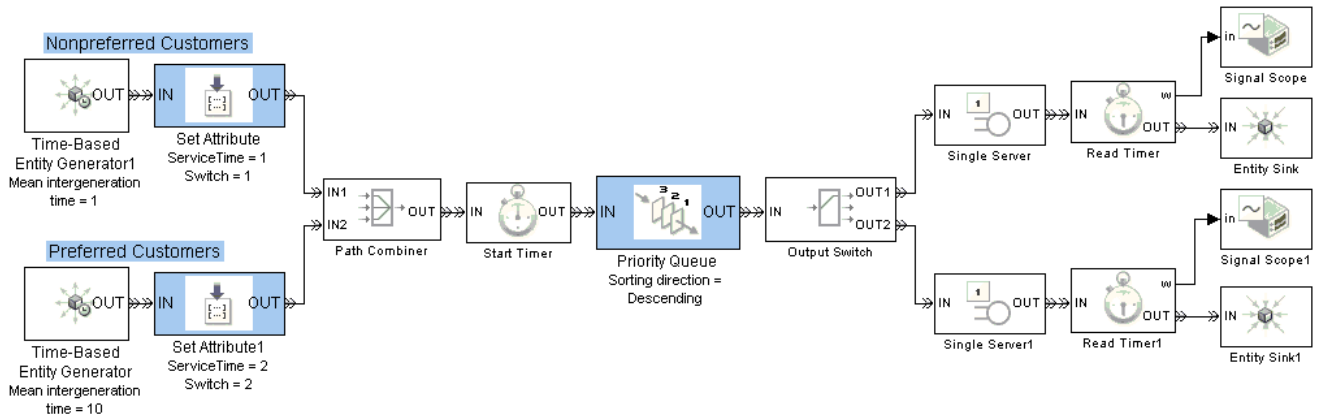 Nonpreferred Customers
OUT
Time-Based
Entity Generator1
Mean intergeneration
time = 1
IN
[...]
OUT
Set Attribute
ServiceTime = 1
Switch = 1
Preferred Customers
OUT
Time-Based
Entity Generator
Mean intergeneration
time = 10
IN
[...]
OUT
Set Attribute1
ServiceTime = 2
Switch = 2
IN1
IN2
OUT
Path Combiner
IN
OUT
Start Timer
IN
3 2 1
OUT
Priority Queue
Sorting direction =
Descending
IN
OUT1
OUT2
Output Switch
IN
1
OUT
Single Server
IN
w
OUT
Read Timer
in
Signal Scope
IN
Entity Sink
IN
1
OUT
Single Server1
IN
w
OUT
Read Timer1
in
Signal Scope1
IN
Entity Sink1